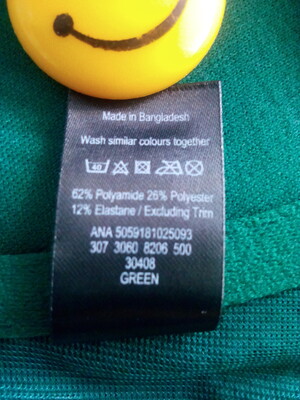 Made in Bangladesh
Wash similar colours together
40
62% Polyamide 26% Polyester
12% Elastane / Excluding Trim
ANA 5059181025093
307 3060 8206 500
30408
GREEN